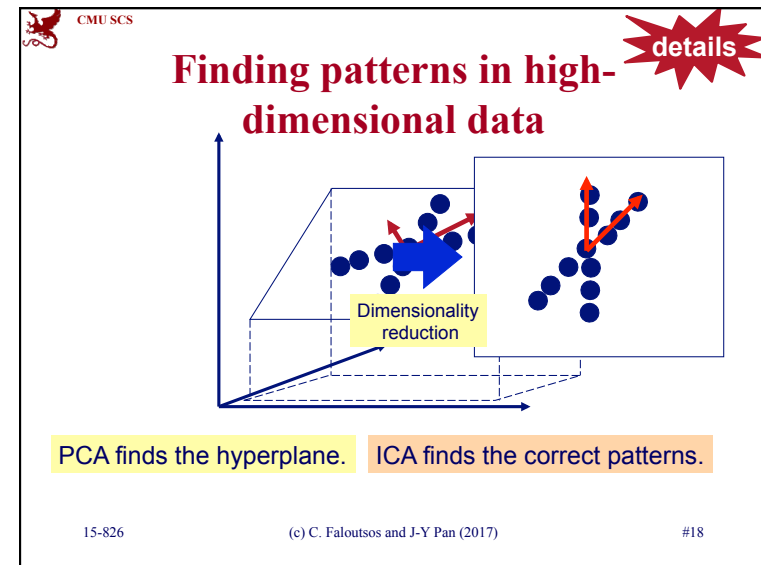 CMU SCS
details
Finding patterns in high-
dimensional data
Dimensionality
reduction
PCA finds the hyperplane.
ICA finds the correct patterns.
15-826
(c) C. Faloutsos and J-Y Pan (2017)
#18